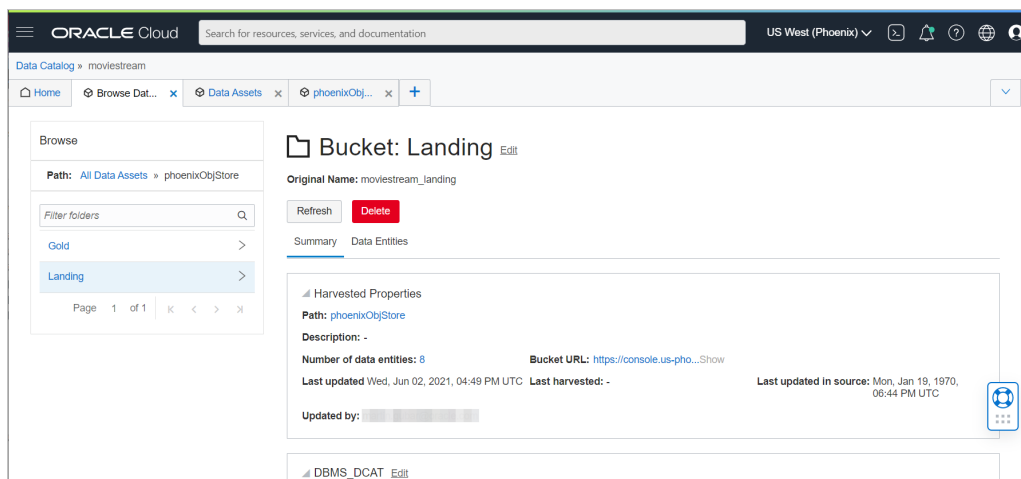 ORACLE Cloud
Search for resources, services, and documentation
US West (Phoenix)
Data Catalog » moviestream
Home
Browse Dat... x
Data Assets x
phoenixObj... x
+
Browse
Path: All Data Assets » phoenixObjStore
Filter folders
Gold
Landing
Page 1 of 1
Bucket: Landing Edit
Original Name: moviestream_landing
Refresh Delete
Summary Data Entities
Harvested Properties
Path: phoenixObjStore
Description: -
Number of data entities: 8 Bucket URL: https://console.us-pho...Show
Last updated Wed, Jun 02, 2021, 04:49 PM UTC Last harvested: - Last updated in source: Mon, Jan 19, 1970,
06:44 PM UTC
Updated by:
DBMS_DCAT Edit